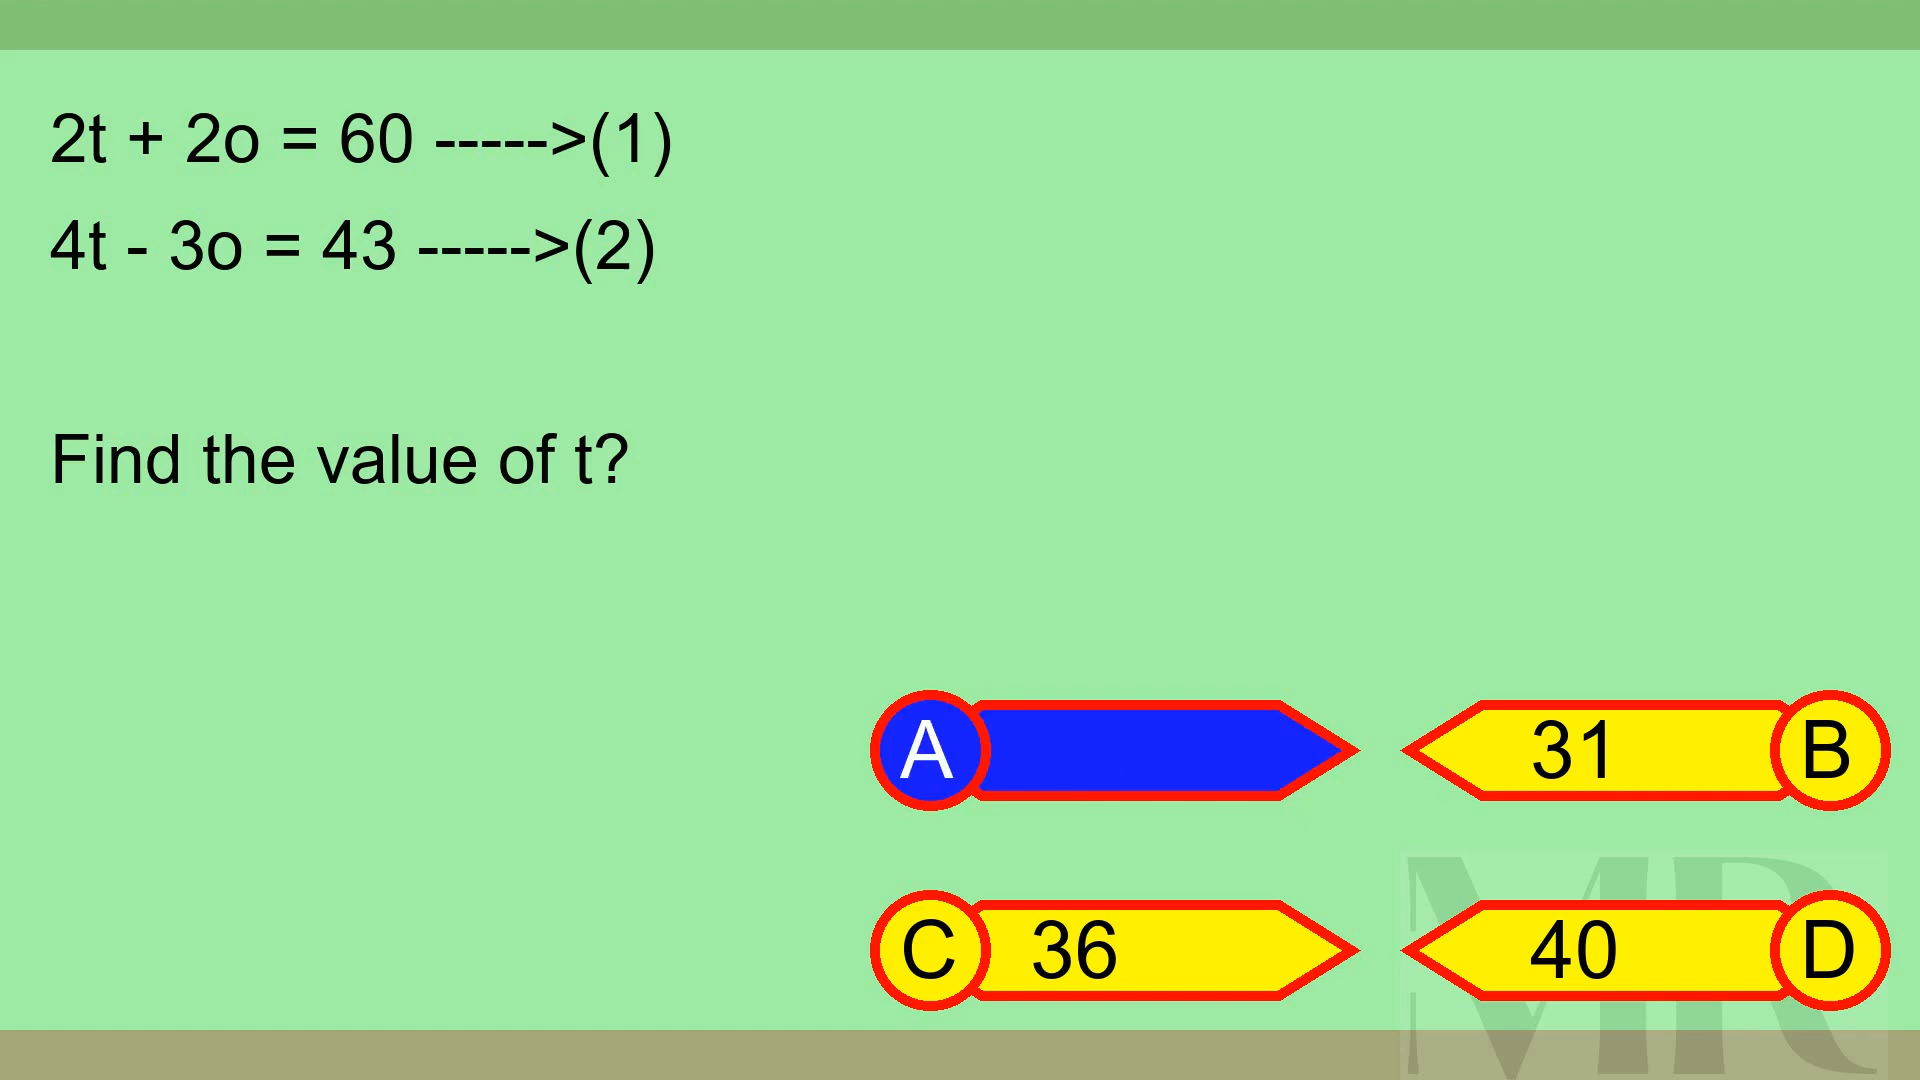 2t + 2o = 60 ----->(1)
4t - 3o = 43 ----->(2)
Find the value of t?
A
31 B
C 36
40 D
MR